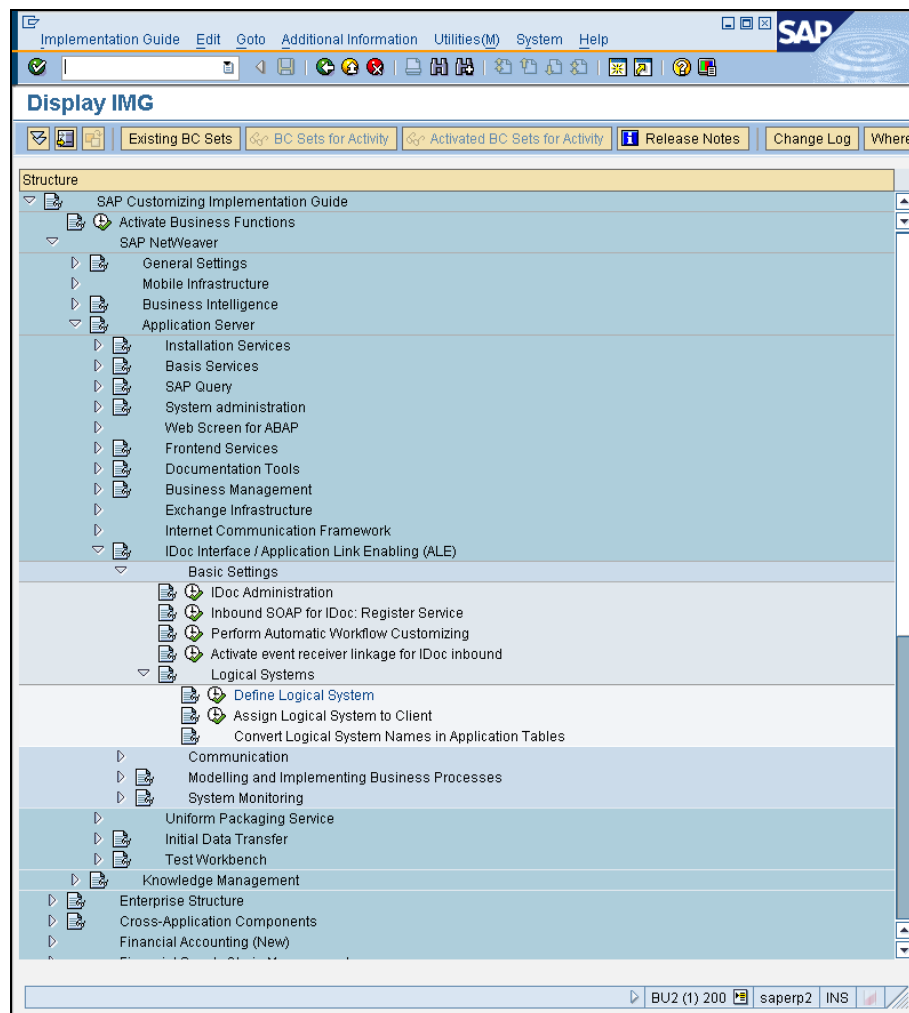 Implementation Guide Edit Goto Additional Information Utilities(M) System Help
SAP
Display IMG
Existing BC Sets BC Sets for Activity Activated BC Sets for Activity Release Notes Change Log Where
Structure
SAP Customizing Implementation Guide
Activate Business Functions
SAP NetWeaver
General Settings
Mobile Infrastructure
Business Intelligence
Application Server
Installation Services
Basis Services
SAP Query
System administration
Web Screen for ABAP
Frontend Services
Documentation Tools
Business Management
Exchange Infrastructure
Internet Communication Framework
IDoc Interface / Application Link Enabling (ALE)
Basic Settings
IDoc Administration
Inbound SOAP for IDoc: Register Service
Perform Automatic Workflow Customizing
Activate event receiver linkage for IDoc inbound
Logical Systems
Define Logical System
Assign Logical System to Client
Convert Logical System Names in Application Tables
Communication
Modelling and Implementing Business Processes
System Monitoring
Uniform Packaging Service
Initial Data Transfer
Test Workbench
Knowledge Management
Enterprise Structure
Cross-Application Components
Financial Accounting (New)
BU2 (1) 200 saperp2 INS